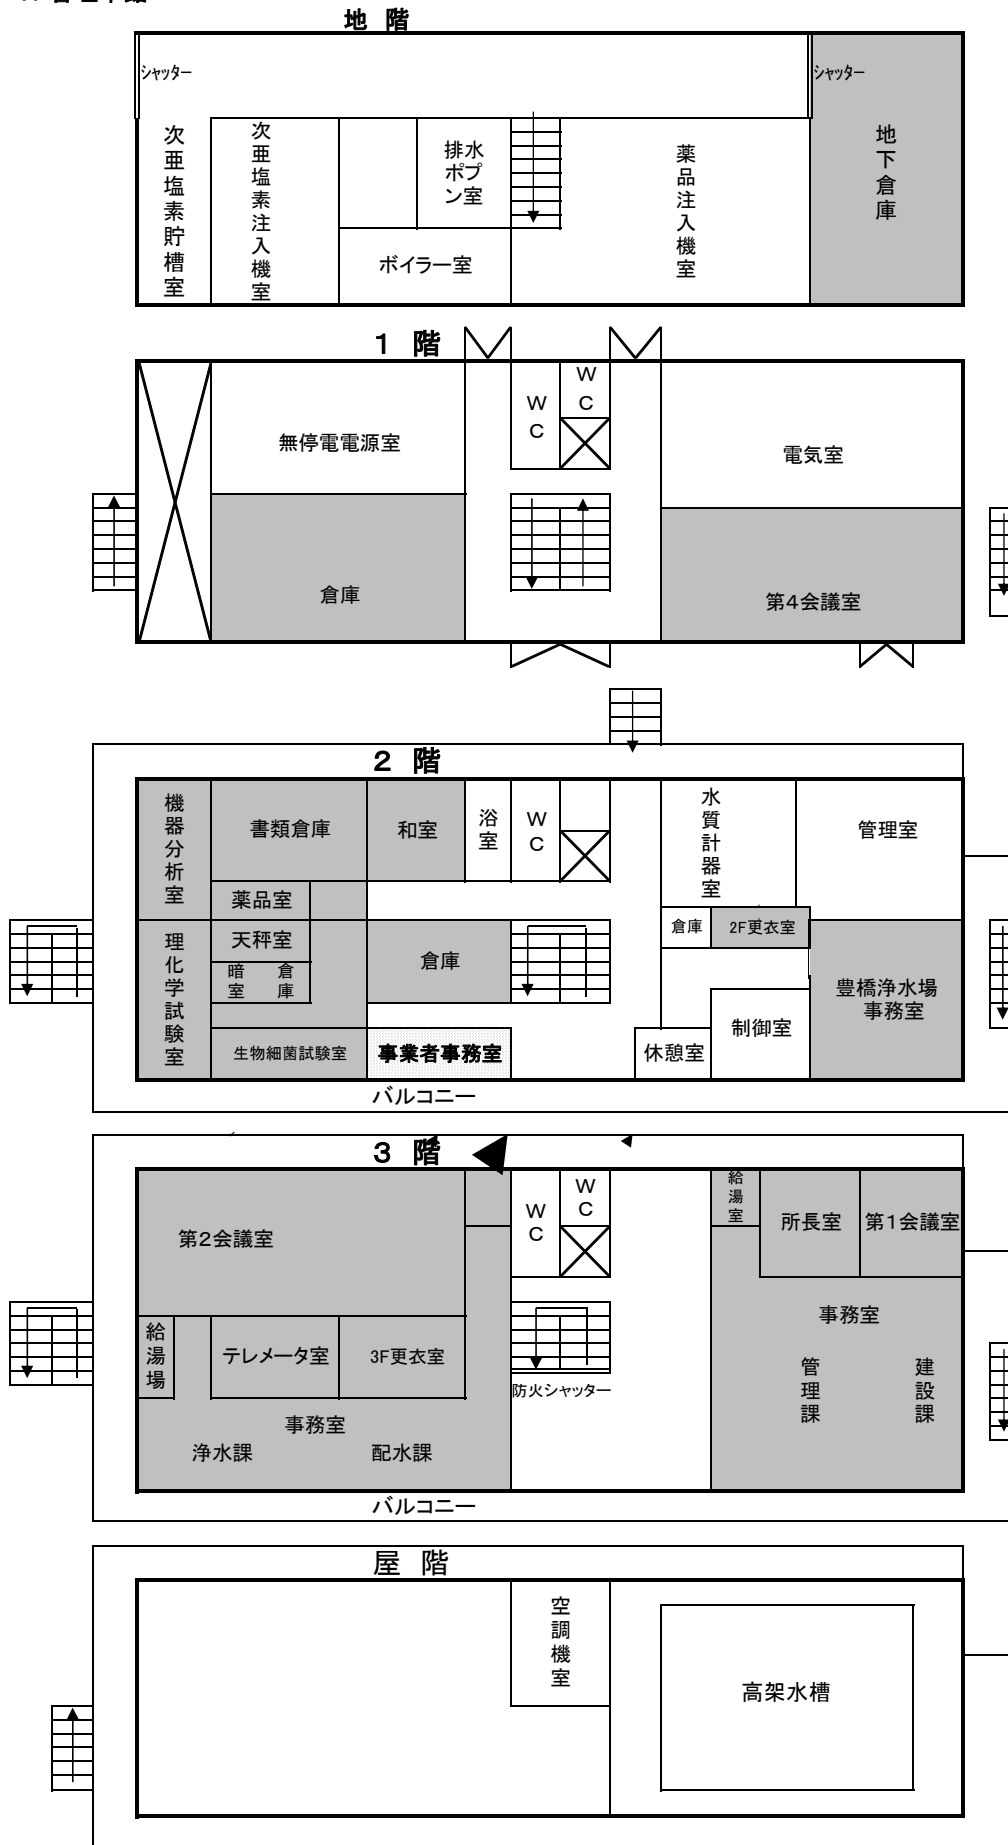 地 階
シャッター
シャッター
次亜塩素貯槽室
次亜塩素注入機室
排水
ポプ
ン室
ボイラー室
薬品注入機室
地下倉庫
1 階
無停電電源室
WC
WC
電気室
倉庫
第4会議室
2 階
機器分析室
書類倉庫
和室
浴室
WC
水質計器室
管理室
薬品室
倉庫
2F更衣室
理化学試験室
天秤室
暗室
倉庫
倉庫
豊橋浄水場
事務室
制御室
生物細菌試験室
事業者事務室
休憩室
バルコニー
3 階
第2会議室
WC
WC
給湯室
所長室
第1会議室
給湯場
テレメータ室
3F更衣室
防火シャッター
事務室
管理課
建設課
事務室
浄水課
配水課
バルコニー
屋 階
空調機室
高架水槽